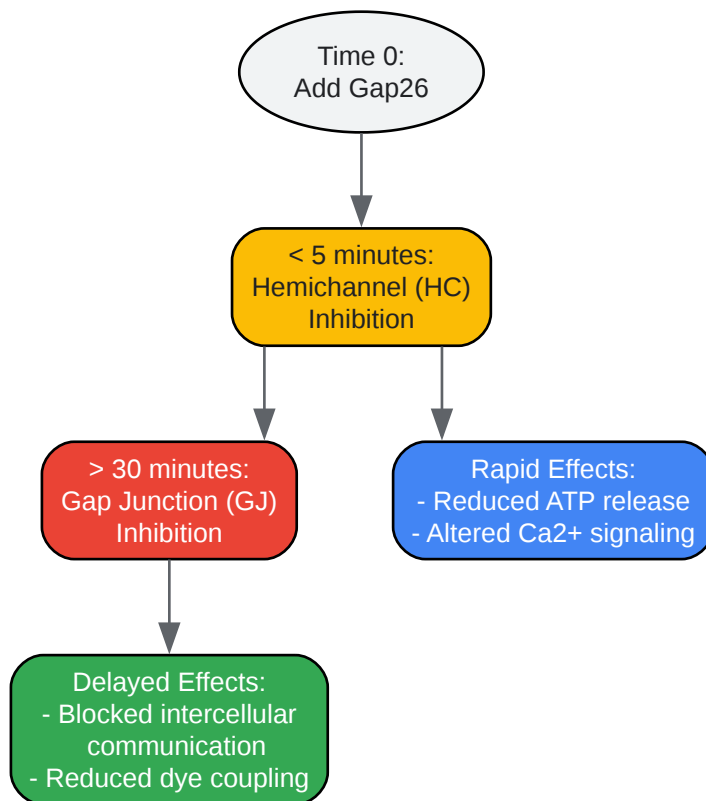 Time 0:
Add Gap26
< 5 minutes:
Hemichannel (HC)
Inhibition
> 30 minutes:
Gap Junction (GJ)
Inhibition
Rapid Effects:
- Reduced ATP release
- Altered Ca2+ signaling
Delayed Effects:
- Blocked intercellular
communication
- Reduced dye coupling